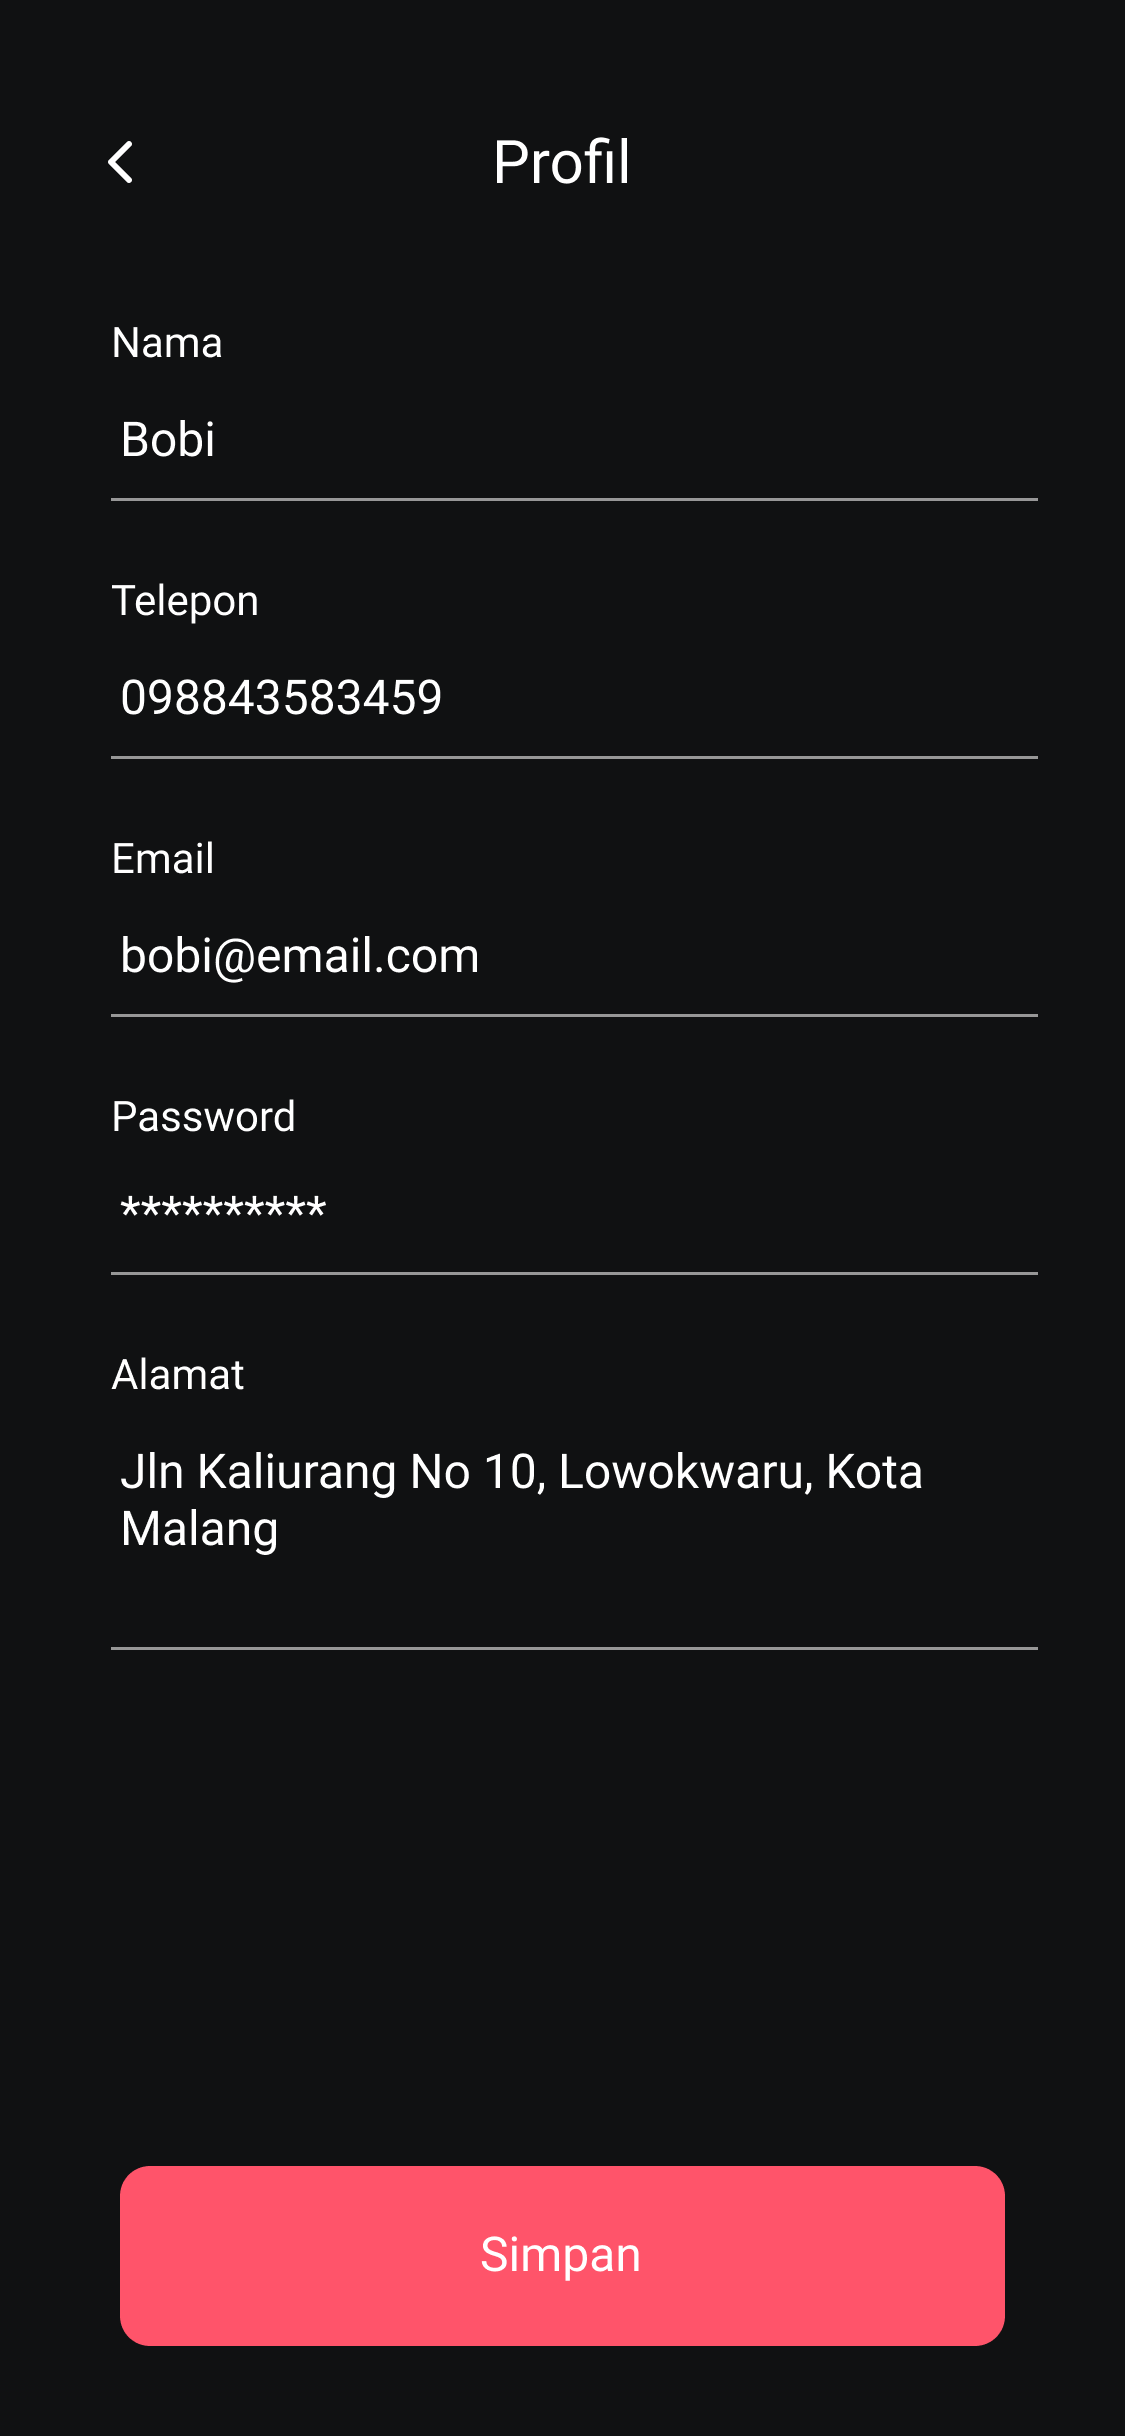 Profil
Nama
Bobi
Telepon
098843583459
Email
bobi@email.com
Password
**********
Alamat
Jln Kaliurang No 10, Lowokwaru, Kota
Malang
Simpan